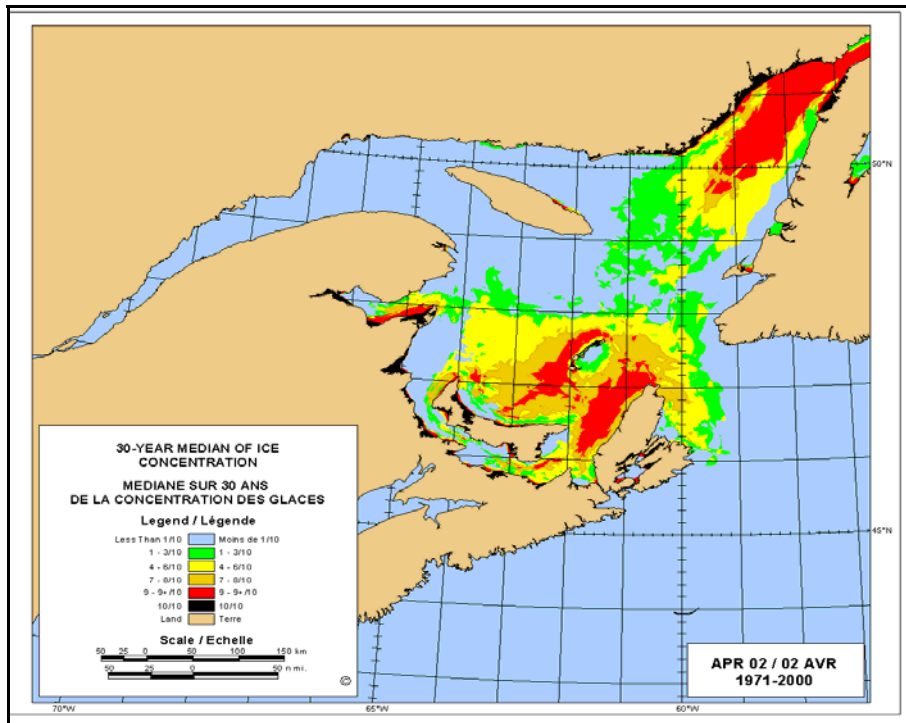 50°N
30-YEAR MEDIAN OF ICE
CONCENTRATION
MEDIANE SUR 30 ANS
DE LA CONCENTRATION DES GLACES
Legend / Légende
Less Than 1/10 Moins de 1/10
1 - 3/10 1 - 3/10
4 - 6/10 4 - 6/10
7 - 8/10 7 - 8/10
9 - 9+/10 9 - 9+/10
10/10 10/10
Land Terre
Scale / Echelle
50 25 0 50 100 150 km
50 25 0 50 n mi.
©
45°N
APR 02 / 02 AVR
1971-2000
70°W 65°W 60°W